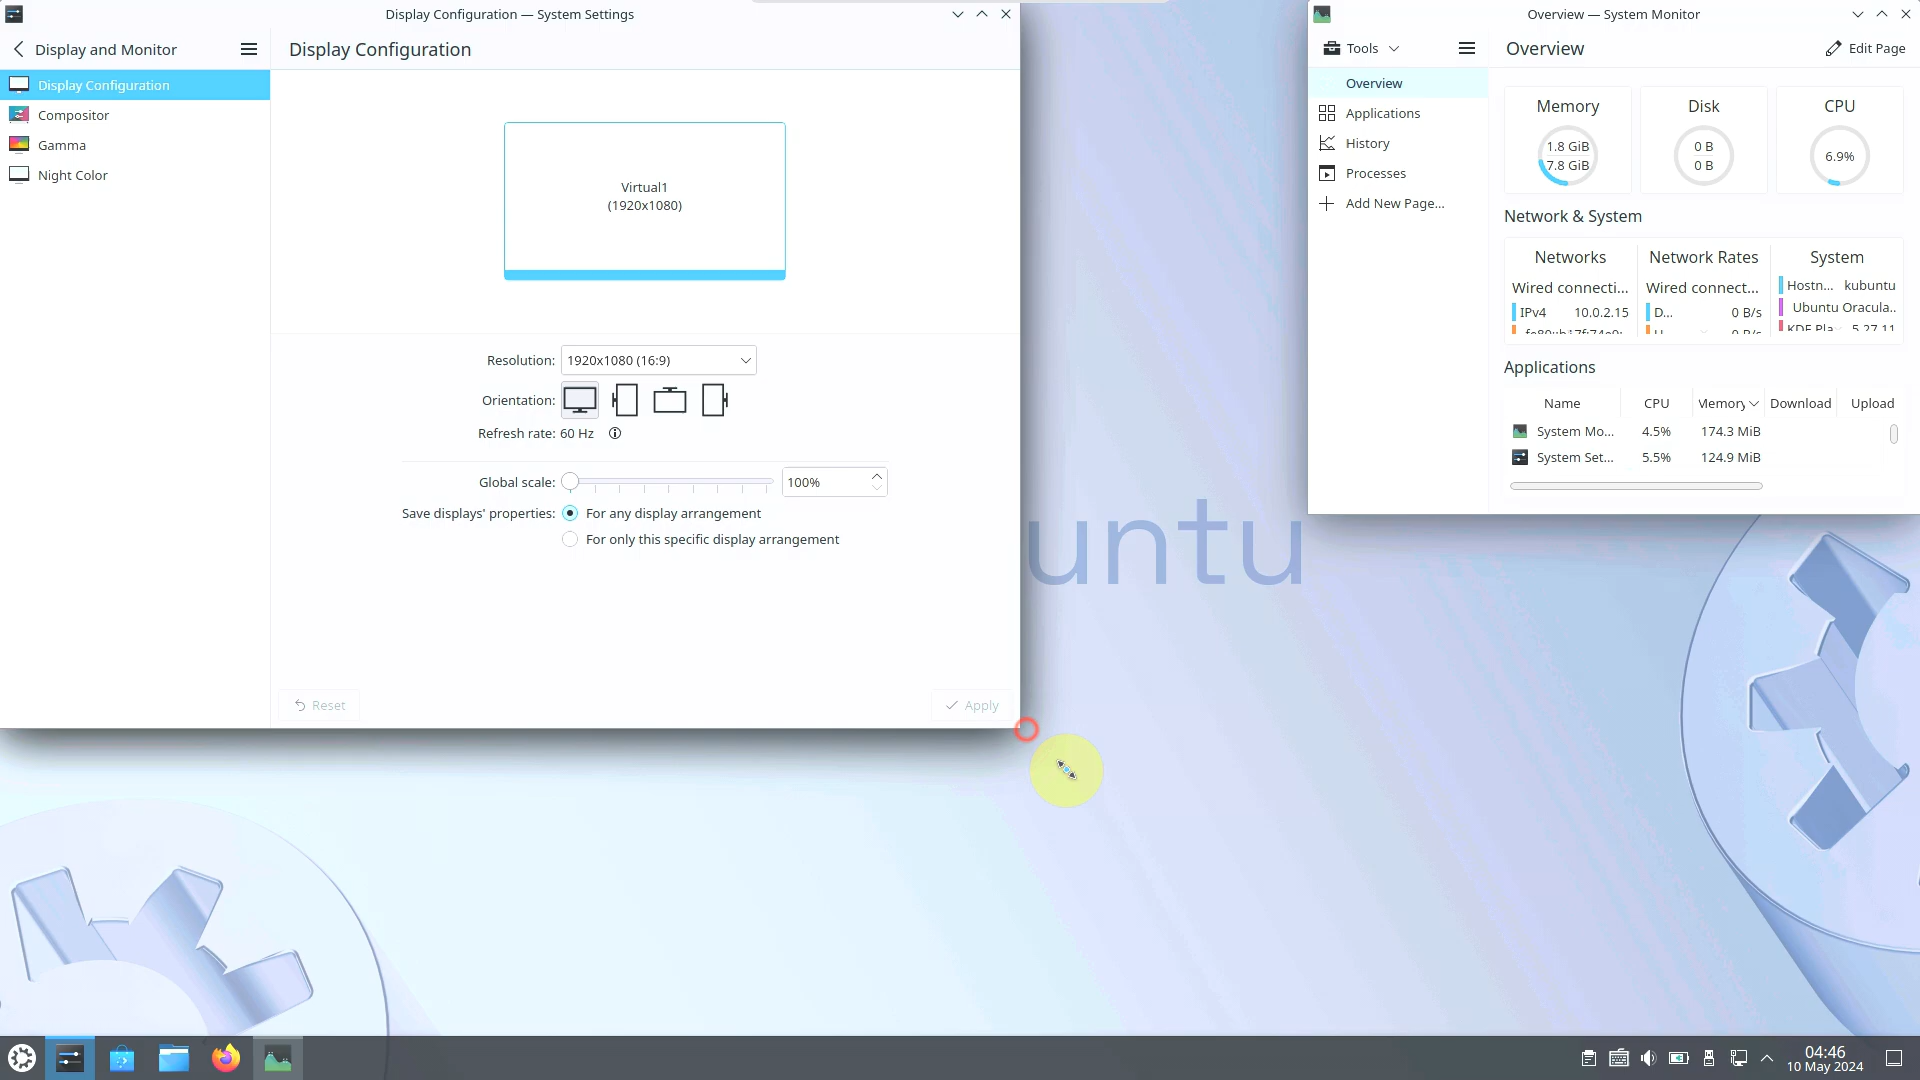 Display Configuration — System Settings
Display and Monitor
Display Configuration
Display Configuration
Compositor
Gamma
Night Color
Virtual1
(1920x1080)
Resolution: 1920x1080 (16:9)
Orientation:
Refresh rate: 60 Hz
Global scale: 100%
Save displays' properties: For any display arrangement
For only this specific display arrangement
Reset
Apply
Overview — System Monitor
Tools
Overview
Edit Page
Overview
Applications
History
Processes
Add New Page...
Memory
1.8 GiB
7.8 GiB
Disk
0 B
0 B
CPU
6.9%
Network & System
Networks
Wired connecti...
IPv4 10.0.2.15
Network Rates
Wired connect...
D... 0 B/s
System
Hostn... kubuntu
Ubuntu Oracula..
KDE Pla 5.27.11
Applications
Name CPU Memory Download Upload
System Mo... 4.5% 174.3 MiB
System Set... 5.5% 124.9 MiB
untu
04:46
10 May 2024